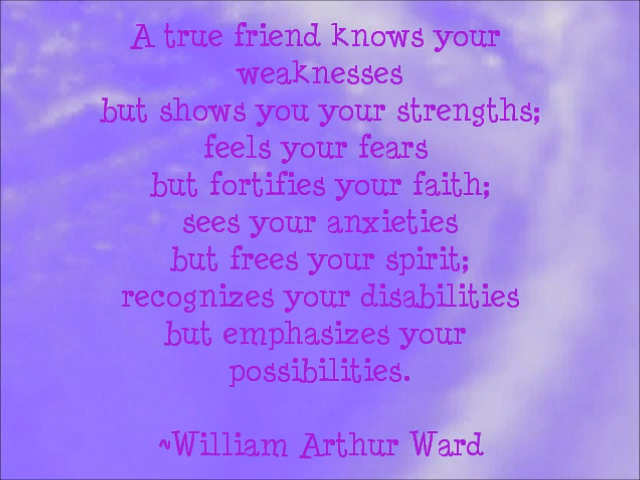 A true friend knows your
weaknesses
but shows you your strengths;
feels your fears
but fortifies your faith;
sees your anxieties
but frees your spirit;
recognizes your disabilities
but emphasizes your
possibilities.
~William Arthur Ward